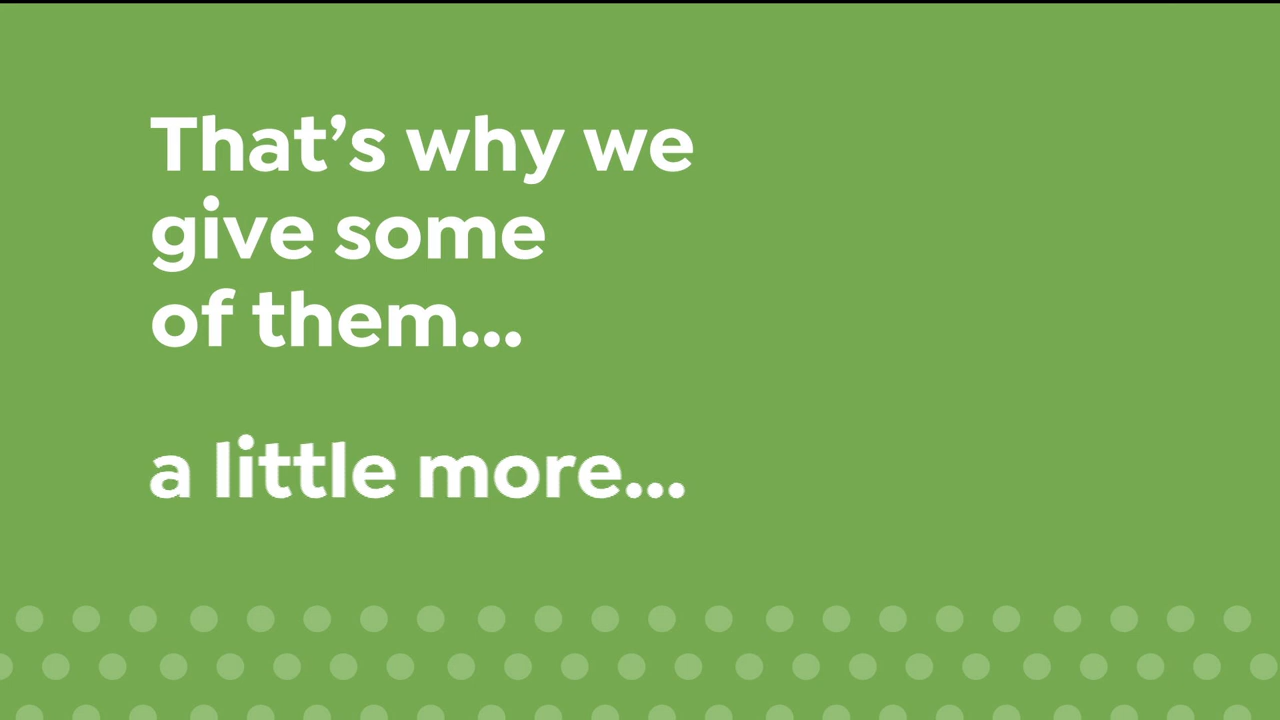 That’s why we
give some
of them...
a little more...